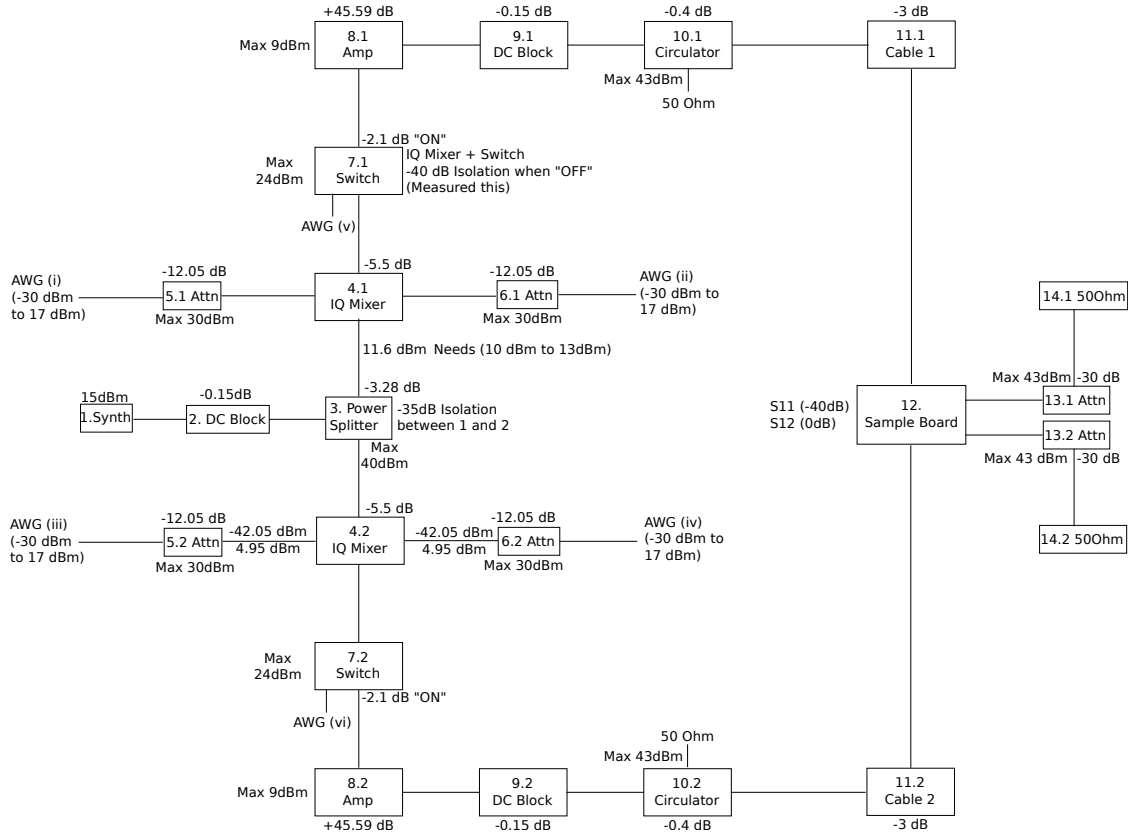 +45.59 dB
-0.15 dB
-0.4 dB
-3 dB
Max 9dBm
8.1
Amp
9.1
DC Block
10.1
Circulator
11.1
Cable 1
Max 43dBm
50 Ohm
-2.1 dB "ON"
Max
24dBm
7.1
Switch
IQ Mixer + Switch
-40 dB Isolation when "OFF"
(Measured this)
AWG (v)
AWG (i)
(-30 dBm
to 17 dBm)
-12.05 dB
5.1 Attn
Max 30dBm
-5.5 dB
4.1
IQ Mixer
-12.05 dB
6.1 Attn
Max 30dBm
AWG (ii)
(-30 dBm to
17 dBm)
14.1 50Ohm
11.6 dBm Needs (10 dBm to 13dBm)
15dBm
1.Synth
-0.15dB
2. DC Block
-3.28 dB
3. Power
Splitter
-35dB Isolation
between 1 and 2
Max
40dBm
S11 (-40dB)
S12 (0dB)
12.
Sample Board
Max 43dBm
-30 dB
13.1 Attn
13.2 Attn
Max 43 dBm
-30 dB
AWG (iii)
(-30 dBm
to 17 dBm)
-12.05 dB
5.2 Attn
Max 30dBm
-42.05 dBm
4.95 dBm
-5.5 dB
4.2
IQ Mixer
-42.05 dBm
4.95 dBm
-12.05 dB
6.2 Attn
Max 30dBm
AWG (iv)
(-30 dBm to
17 dBm)
14.2 50Ohm
Max
24dBm
7.2
Switch
-2.1 dB "ON"
AWG (vi)
50 Ohm
Max 43dBm
Max 9dBm
8.2
Amp
9.2
DC Block
10.2
Circulator
11.2
Cable 2
+45.59 dB
-0.15 dB
-0.4 dB
-3 dB